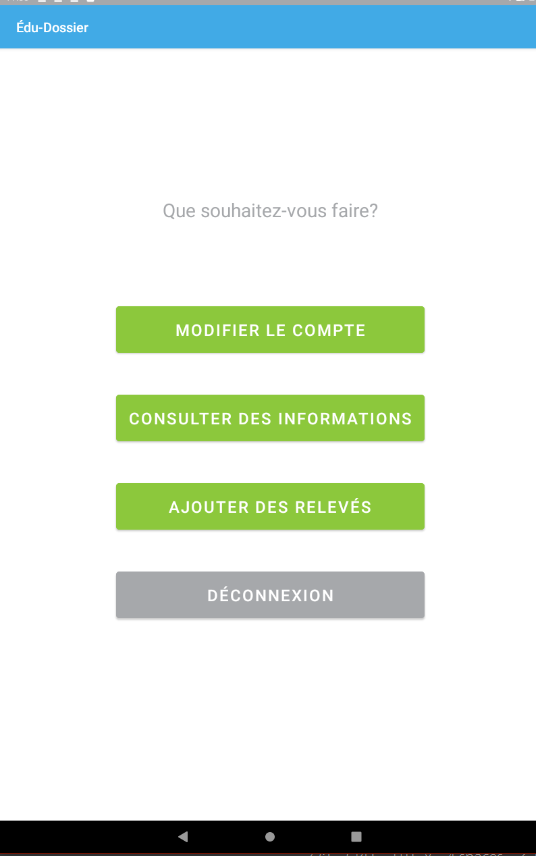 Édu-Dossier
Que souhaitez-vous faire?
MODIFIER LE COMPTE
CONSULTER DES INFORMATIONS
AJOUTER DES RELEVÉS
DÉCONNEXION